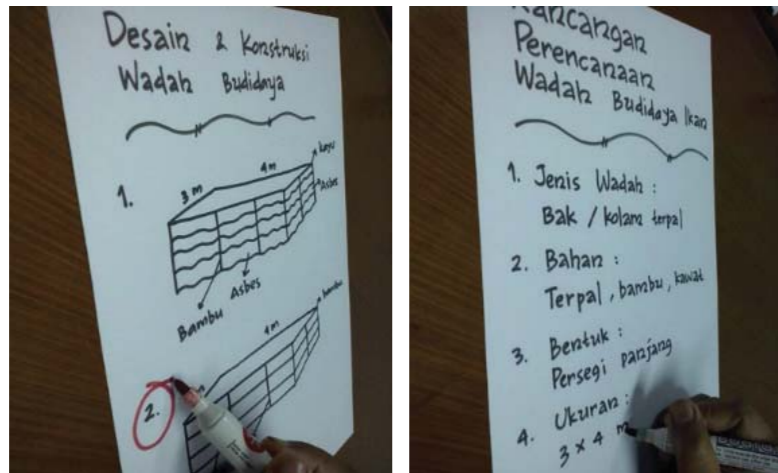 Desain & Konstruksi
Wadah Budidaya
1.
3 m
4 m
kayu
Asbes
Asbes
Bambu
2.
4 m
bambu
Rancangan
Perencanaan
Wadah Budidaya Ikan
1. Jenis Wadah :
Bak / kolam terpal
2. Bahan :
Terpal, bambu, kawat
3. Bentuk :
Persegi panjang
4. Ukuran :
3 x 4 m